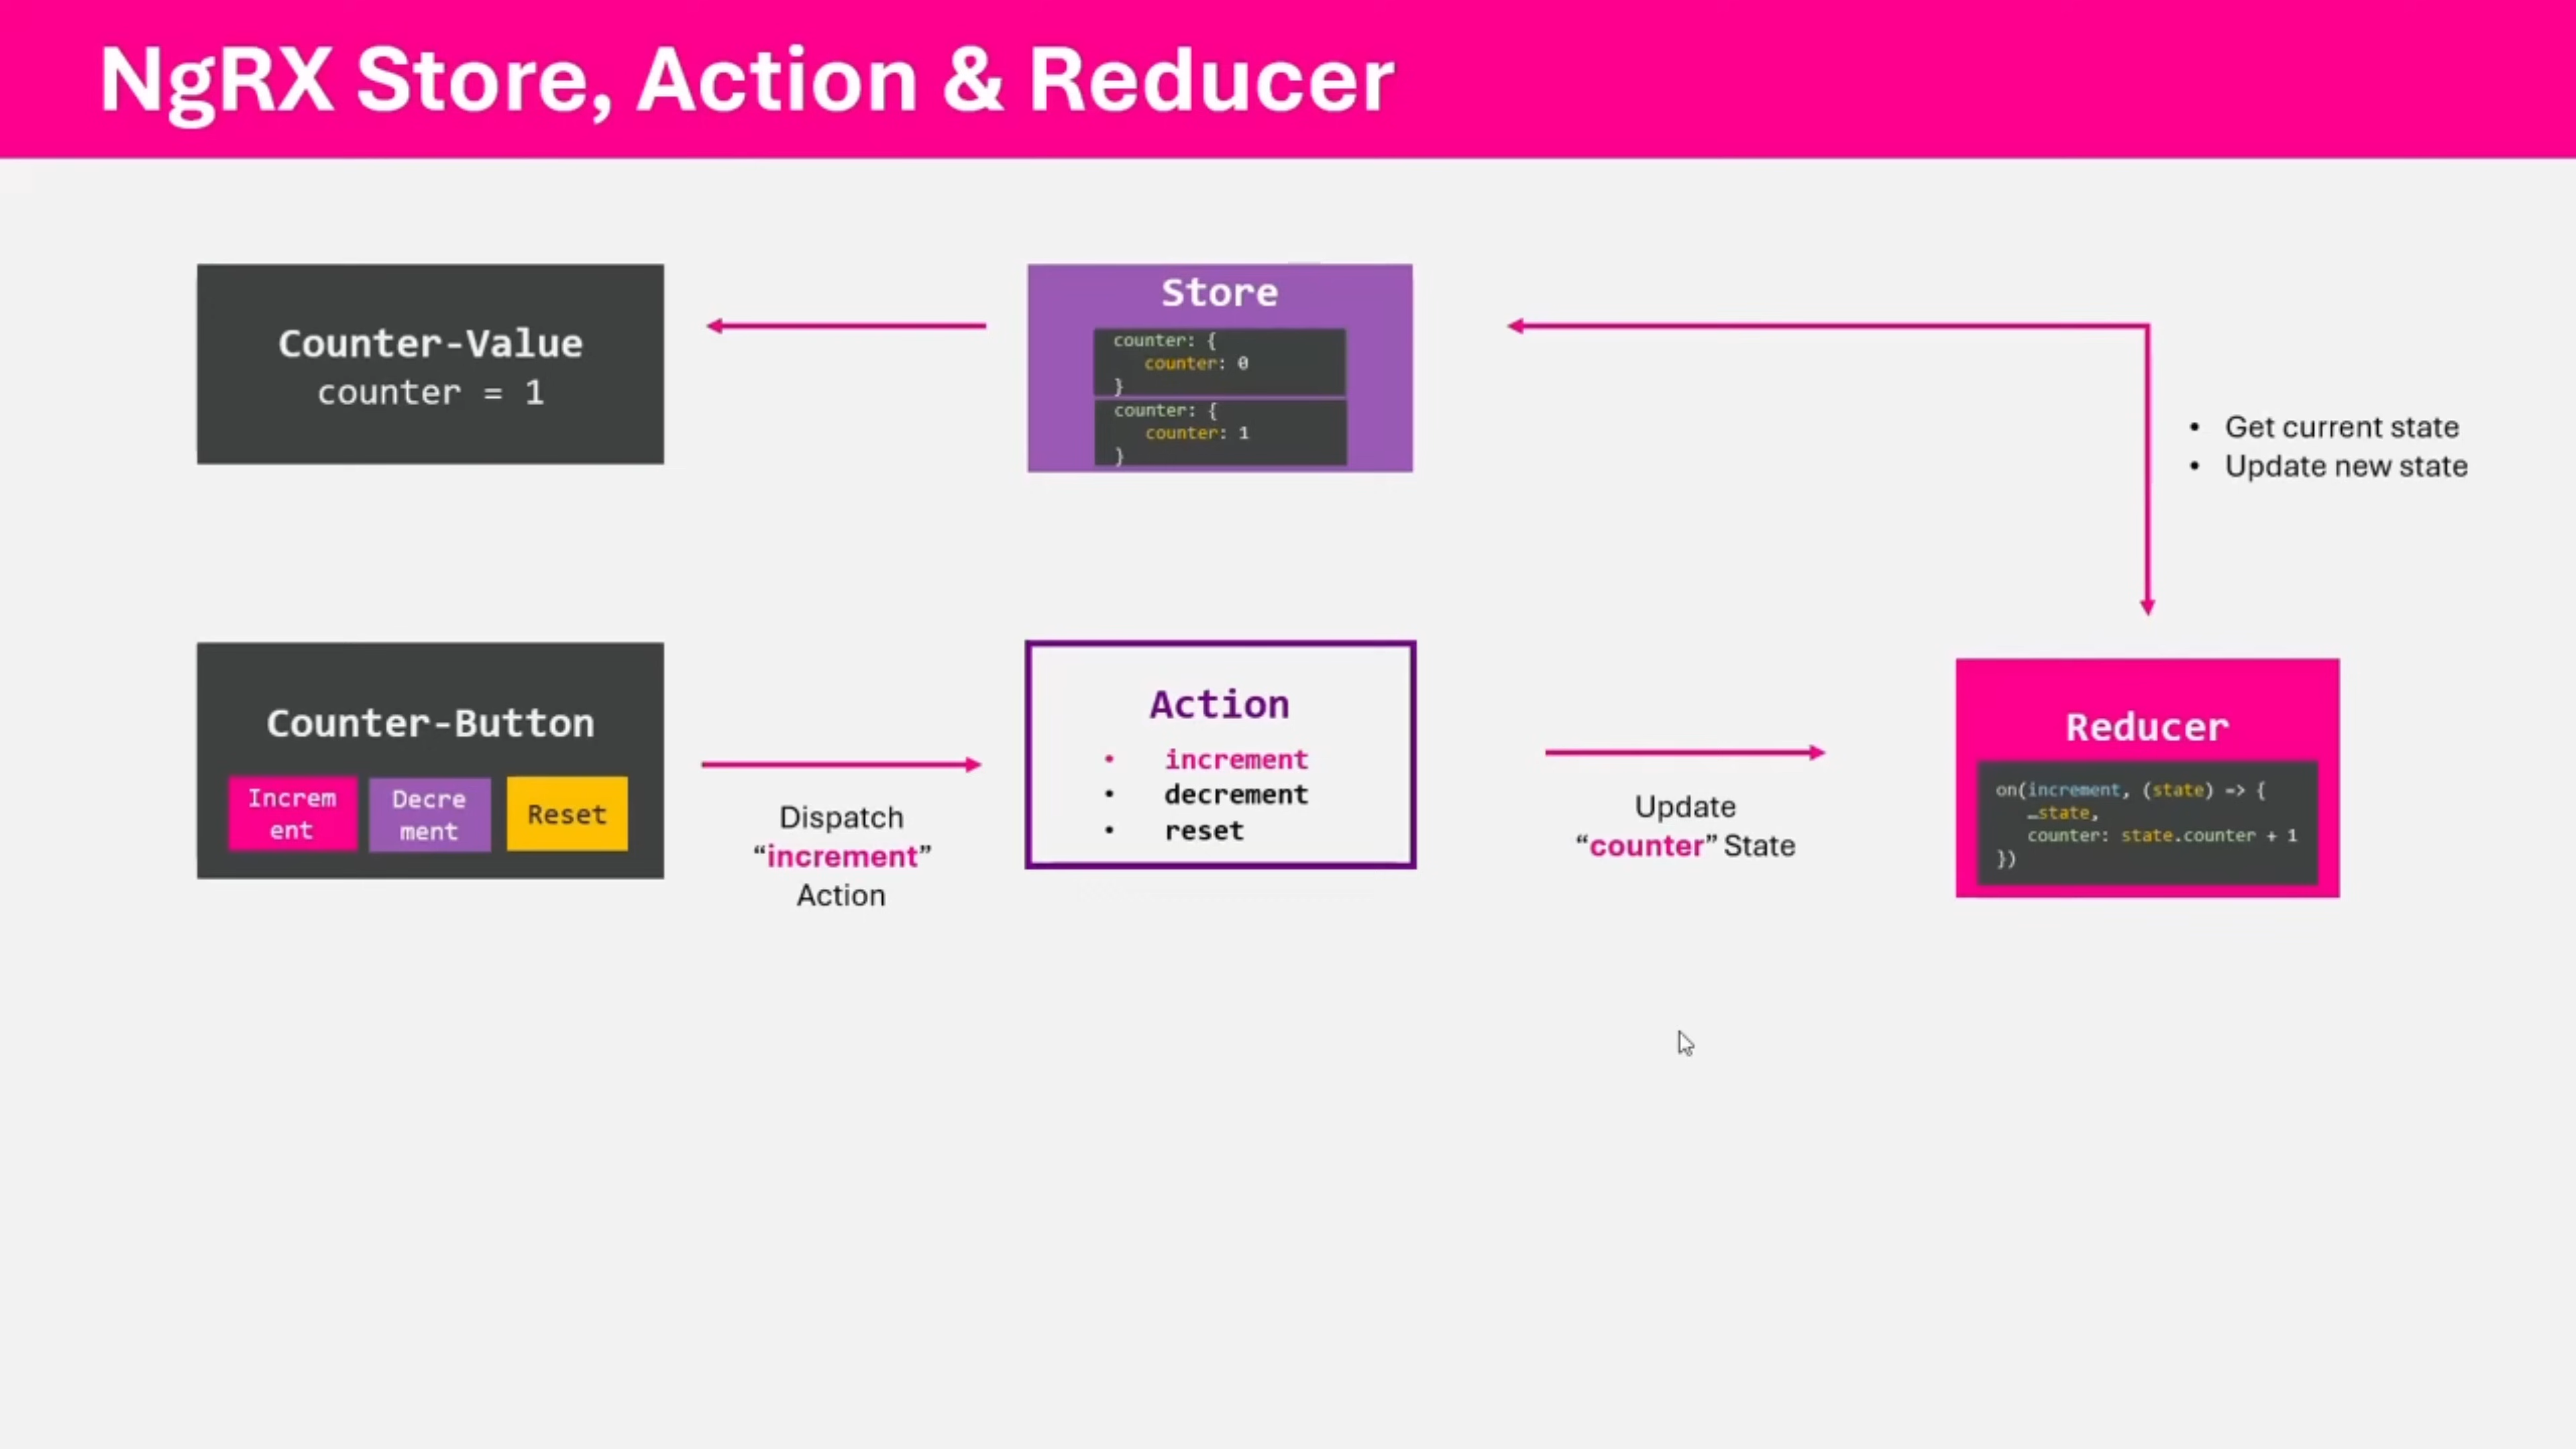 NgRX Store, Action & Reducer
Counter-Value
counter = 1
Store
counter: {
counter: 0
}
counter: {
counter: 1
}
• Get current state
• Update new state
Counter-Button
Increm
ent
Decre
ment
Reset
Dispatch
“increment”
Action
Action
• increment
• decrement
• reset
Update
“counter” State
Reducer
on(increment, (state) => {
…state,
counter: state.counter + 1
})